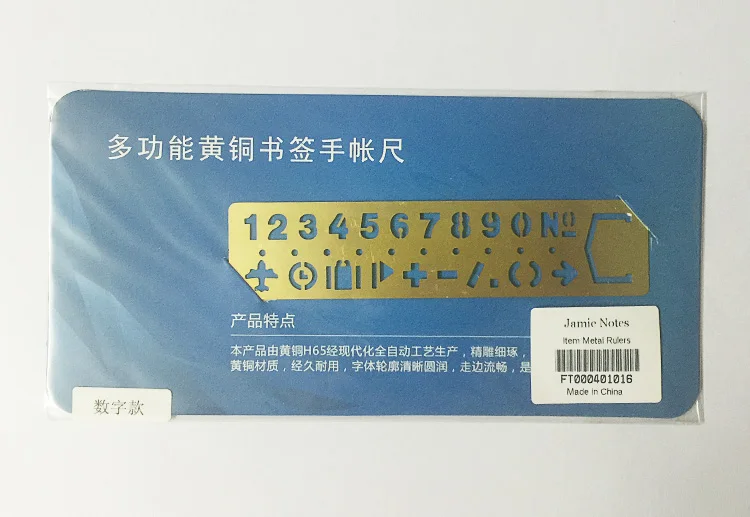 多功能黄铜书签手帐尺
1234567890№
产品特点
本产品由黄铜H65经现代化全自动工艺生产，精雕细琢，
黄铜材质，经久耐用，字体轮廓清晰圆润，走边流畅，是
Jamie Notes
Item Metal Rulers
FT000401016
Made in China
数字款